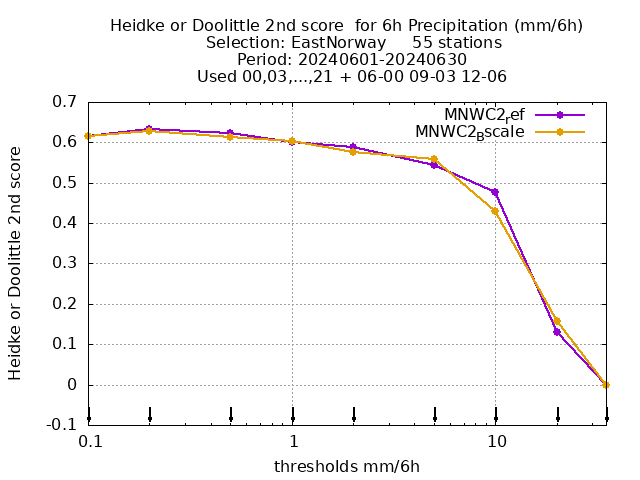 Heidke or Doolittle 2nd score  for 6h Precipitation (mm/6h)
Selection: EastNorway     55 stations
Period: 20240601-20240630
Used 00,03,...,21 + 06-00 09-03 12-06
MNWC2ref
MNWC2Bscale
Heidke or Doolittle 2nd score
0.7
0.6
0.5
0.4
0.3
0.2
0.1
0
-0.1
0.1 1 10
thresholds mm/6h